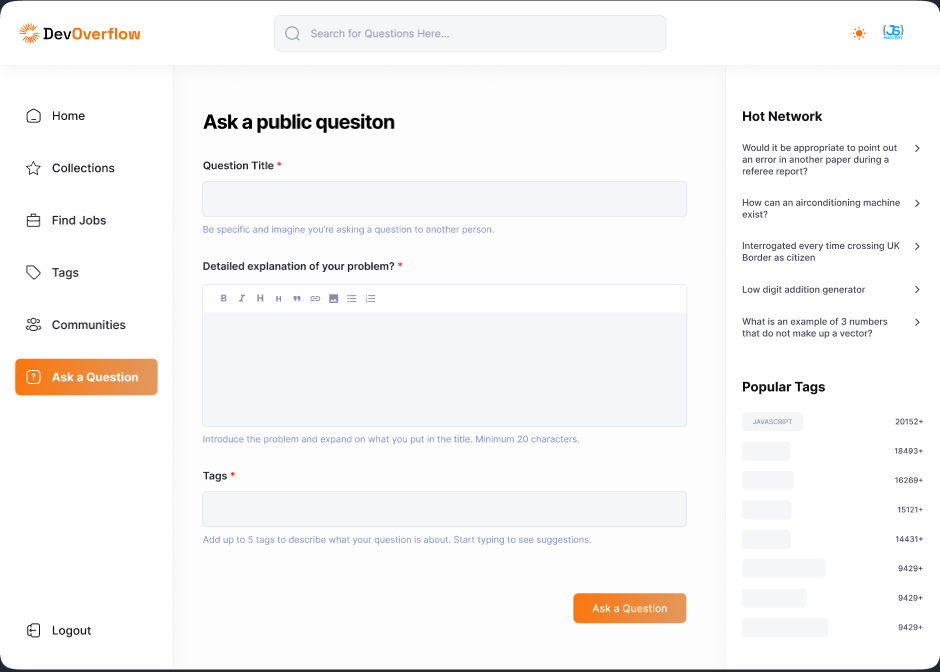 DevOverflow
Search for Questions Here...
JS
MASTERY
Home
Collections
Find Jobs
Tags
Communities
? Ask a Question
Logout
Ask a public quesiton
Question Title *
Be specific and imagine you're asking a question to another person.
Detailed explanation of your problem? *
B I H H
Introduce the problem and expand on what you put in the title. Minimum 20 characters.
Tags *
Add up to 5 tags to describe what your question is about. Start typing to see suggestions.
Ask a Question
Hot Network
Would it be appropriate to point out
an error in another paper during a
referee report?
How can an airconditioning machine
exist?
Interrogated every time crossing UK
Border as citizen
Low digit addition generator
What is an example of 3 numbers
that do not make up a vector?
Popular Tags
JAVASCRIPT 20152+
18493+
16269+
15121+
14431+
9429+
9429+
9429+